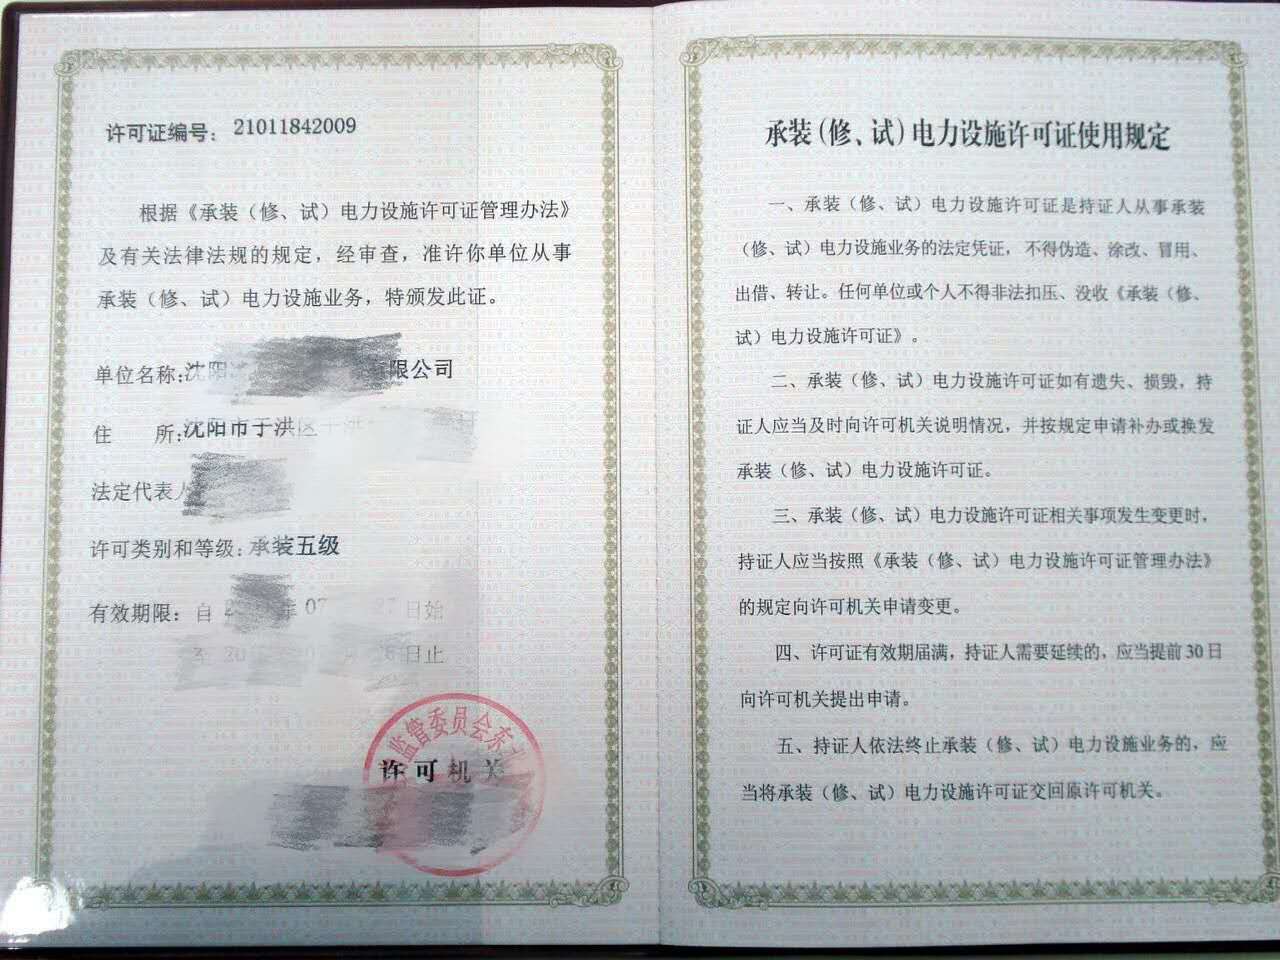 许可证编号：21011842009
根据《承装（修、试）电力设施许可证管理办法》
及有关法律法规的规定，经审查，准许你单位从事
承装（修、试）电力设施业务，特颁发此证。
单位名称:沈阳 限公司
住 所:沈阳市于洪区于洪
法定代表人
许可类别和等级:承装五级
有效期限：自 年 07 27 日始
至 20 日止
监管委员会东
许可机关
承装（修、试）电力设施许可证使用规定
一、承装（修、试）电力设施许可证是持证人从事承装
（修、试）电力设施业务的法定凭证，不得伪造、涂改、冒用、
出借、转让。任何单位或个人不得非法扣压、没收《承装（修、
试）电力设施许可证》。
二、承装（修、试）电力设施许可证如有遗失、损毁，持
证人应当及时向许可机关说明情况，并按规定申请补办或换发
承装（修、试）电力设施许可证。
三、承装（修、试）电力设施许可证相关事项发生变更时，
持证人应当按照《承装（修、试）电力设施许可证管理办法》
的规定向许可机关申请变更。
四、许可证有效期届满，持证人需要延续的，应当提前30日
向许可机关提出申请。
五、持证人依法终止承装（修、试）电力设施业务的，应
当将承装（修、试）电力设施许可证交回原许可机关。